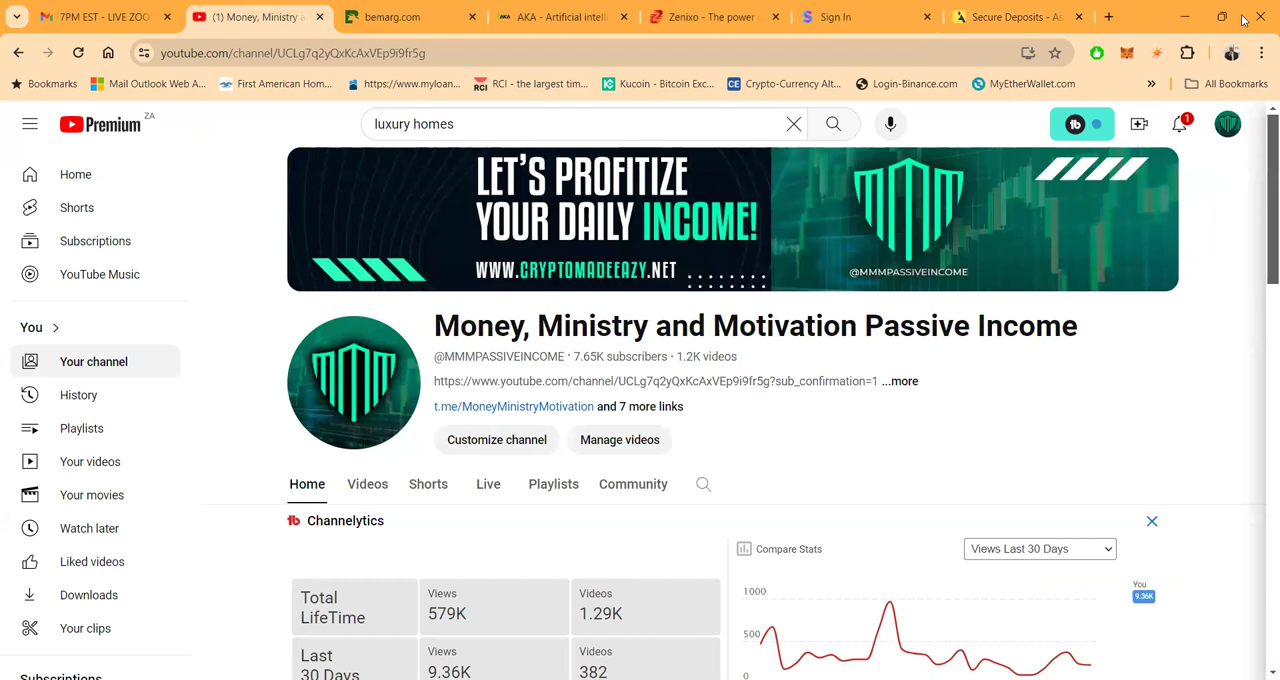 7PM EST - LIVE ZOO
(1) Money, Ministry a
bemarg.com
AKA - Artificial intelli
Zenixo - The power o
Sign In
Secure Deposits - As
youtube.com/channel/UCLg7q2yQxKcAxVEp9i9fr5g
Bookmarks
Mail Outlook Web A...
First American Hom...
https://www.myloan...
RCI - the largest tim...
Kucoin - Bitcoin Exc...
Crypto-Currency Alt...
Login-Binance.com
MyEtherWallet.com
All Bookmarks
Premium ZA
luxury homes
1
Home
Shorts
Subscriptions
YouTube Music
You
Your channel
History
Playlists
Your videos
Your movies
Watch later
Liked videos
Downloads
Your clips
Subscriptions
LET'S PROFITIZE
YOUR DAILY INCOME!
WWW.CRYPTOMADEEAZY.NET
@MMMPASSIVEINCOME
Money, Ministry and Motivation Passive Income
@MMMPASSIVEINCOME · 7.65K subscribers · 1.2K videos
https://www.youtube.com/channel/UCLg7q2yQxKcAxVEp9i9fr5g?sub_confirmation=1 ...more
t.me/MoneyMinistryMotivation and 7 more links
Customize channel
Manage videos
Home
Videos
Shorts
Live
Playlists
Community
Channelytics
Compare Stats
Views Last 30 Days
Total
LifeTime
Views
579K
Videos
1.29K
Last
30 Days
Views
9.36K
Videos
382
1000
500
0
You
9.36K